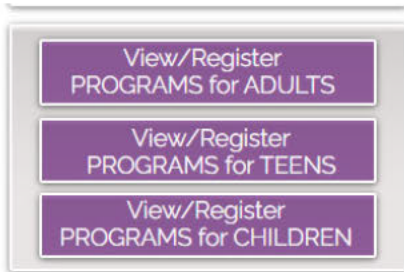 View/Register
PROGRAMS for ADULTS
View/Register
PROGRAMS for TEENS
View/Register
PROGRAMS for CHILDREN